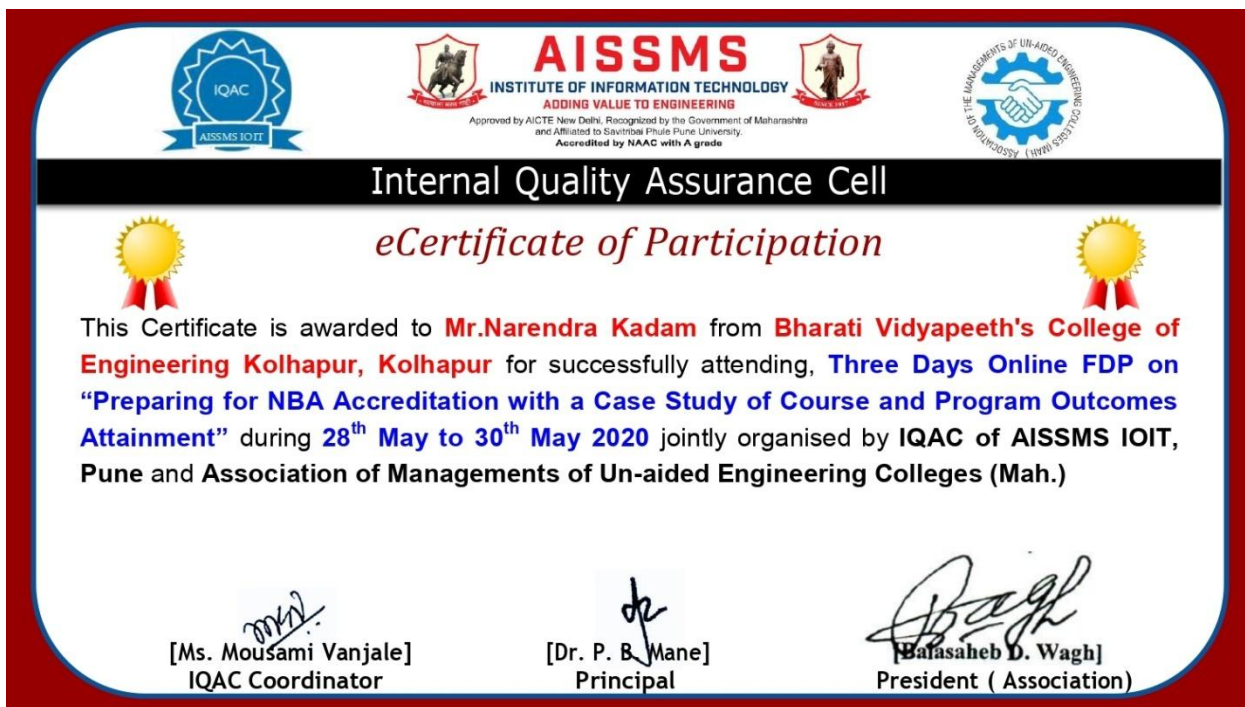 IQAC
AISSMS IOIT
AISSMS
INSTITUTE OF INFORMATION TECHNOLOGY
ADDING VALUE TO ENGINEERING
SINCE 1917
Approved by AICTE New Delhi, Recognized by the Government of Maharashtra
and Affiliated to Savitribai Phule Pune University.
Accredited by NAAC with A grade
ASSOCIATION OF THE MANAGEMENTS OF UN-AIDED ENGINEERING COLLEGES (MAH.)
Internal Quality Assurance Cell
eCertificate of Participation
This Certificate is awarded to Mr.Narendra Kadam from Bharati Vidyapeeth's College of
Engineering Kolhapur, Kolhapur for successfully attending, Three Days Online FDP on
“Preparing for NBA Accreditation with a Case Study of Course and Program Outcomes
Attainment” during 28th May to 30th May 2020 jointly organised by IQAC of AISSMS IOIT,
Pune and Association of Managements of Un-aided Engineering Colleges (Mah.)
[Ms. Mousami Vanjale]
IQAC Coordinator
[Dr. P. B. Mane]
Principal
[Balasaheb D. Wagh]
President ( Association)